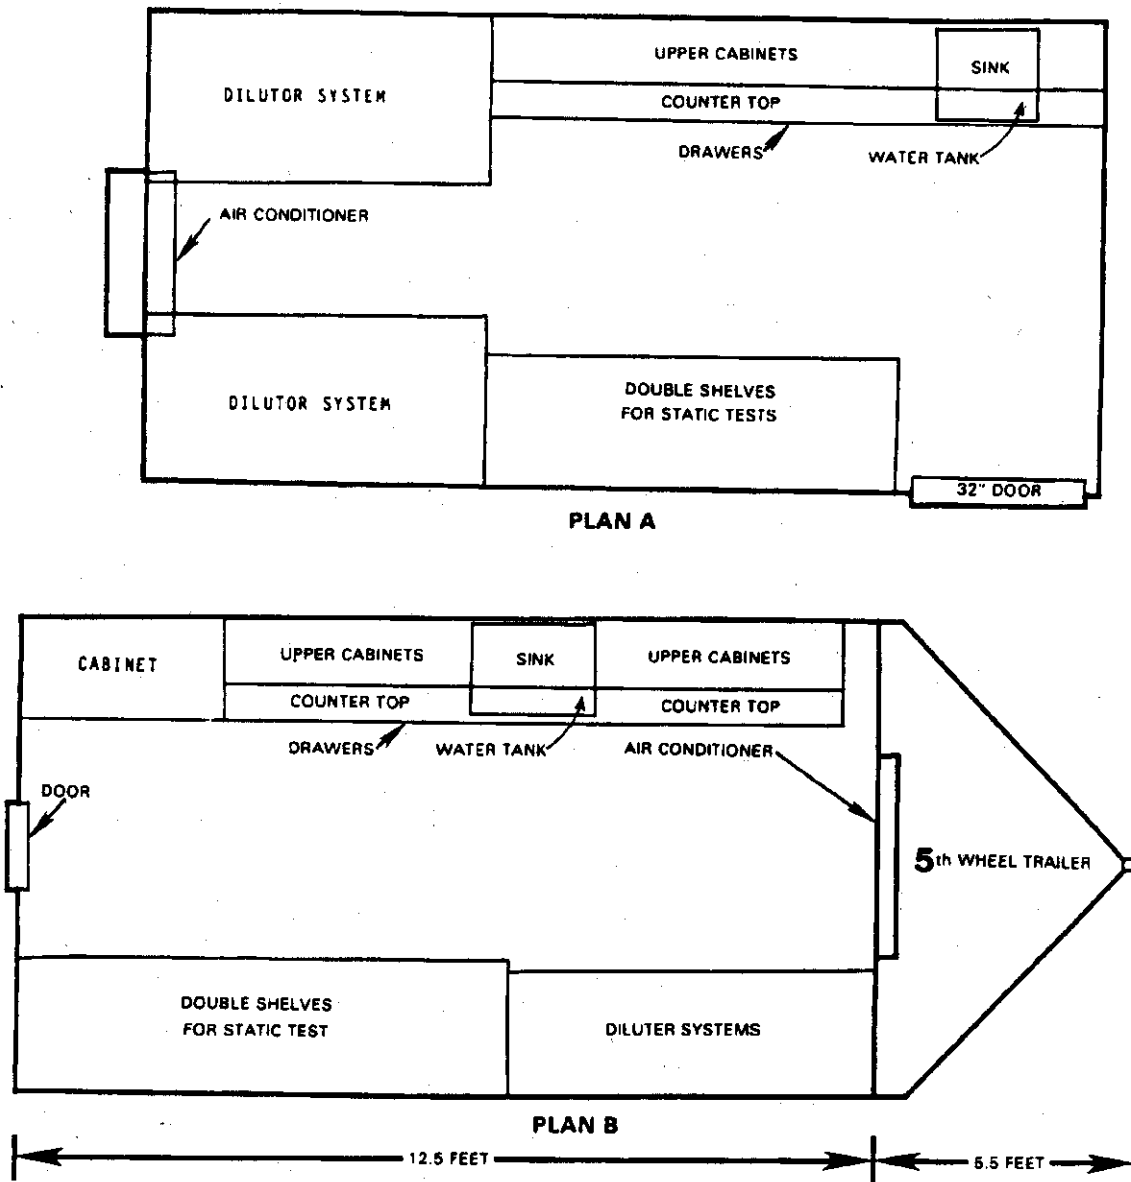 UPPER CABINETS
SINK
DILUTOR SYSTEM
COUNTER TOP
DRAWERS
WATER TANK
AIR CONDITIONER
DOUBLE SHELVES
FOR STATIC TESTS
DILUTOR SYSTEM
32" DOOR
PLAN A
CABINET
UPPER CABINETS
SINK
UPPER CABINETS
COUNTER TOP
COUNTER TOP
DRAWERS
WATER TANK
AIR CONDITIONER
DOOR
5th WHEEL TRAILER
DOUBLE SHELVES
FOR STATIC TEST
DILUTER SYSTEMS
PLAN B
12.5 FEET
5.5 FEET